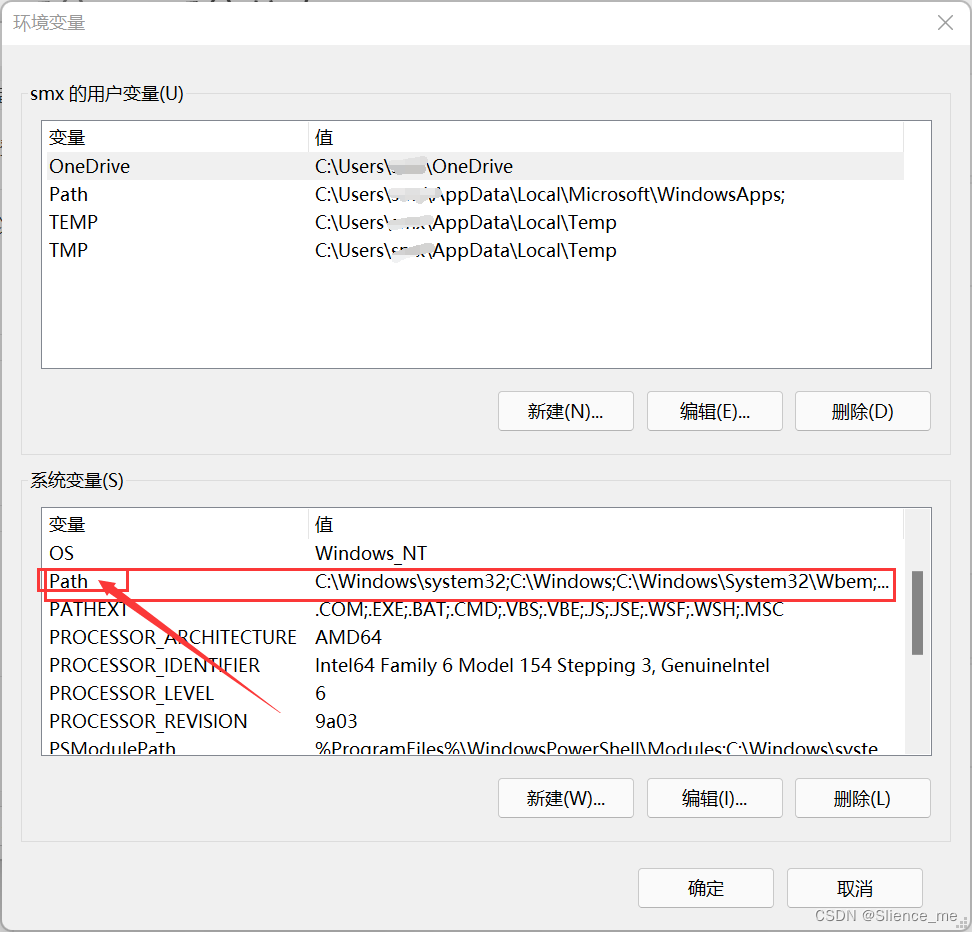 环境变量
smx 的用户变量(U)
变量 值
OneDrive C:\Users\ \OneDrive
Path C:\Users\ \AppData\Local\Microsoft\WindowsApps;
TEMP C:\Users\ \AppData\Local\Temp
TMP C:\Users\ \AppData\Local\Temp
新建(N)... 编辑(E)... 删除(D)
系统变量(S)
变量 值
OS Windows_NT
Path C:\Windows\system32;C:\Windows;C:\Windows\System32\Wbem;...
PATHEXT .COM;.EXE;.BAT;.CMD;.VBS;.VBE;.JS;.JSE;.WSF;.WSH;.MSC
PROCESSOR_ARCHITECTURE AMD64
PROCESSOR_IDENTIFIER Intel64 Family 6 Model 154 Stepping 3, GenuineIntel
PROCESSOR_LEVEL 6
PROCESSOR_REVISION 9a03
PSModulePath %ProgramFiles%\WindowsPowerShell\Modules;C:\Windows\syste
新建(W)... 编辑(I)... 删除(L)
确定 取消
CSDN @Slience_me